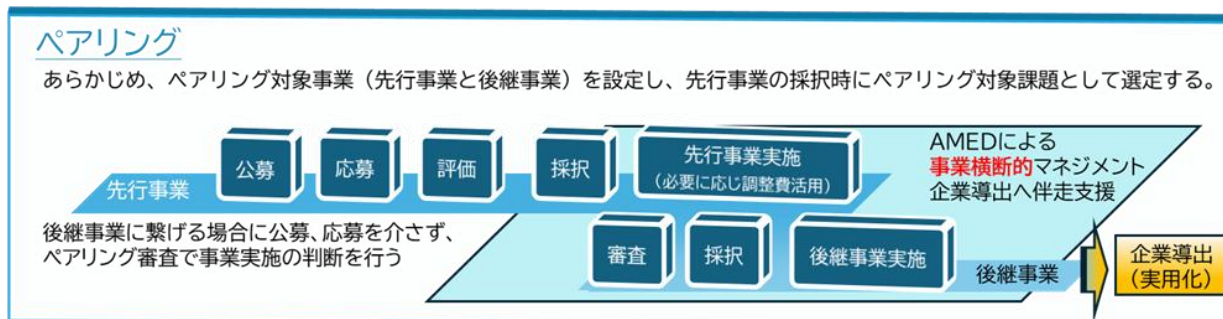 ペアリング
あらかじめ、ペアリング対象事業（先行事業と後継事業）を設定し、先行事業の採択時にペアリング対象課題として選定する。
先行事業
公募
応募
評価
採択
先行事業実施
（必要に応じ調整費活用）
AMEDによる
事業横断的マネジメント
企業導出へ伴走支援
後継事業に繋げる場合に公募、応募を介さず、
ペアリング審査で事業実施の判断を行う
審査
採択
後継事業実施
後継事業
企業導出
（実用化）